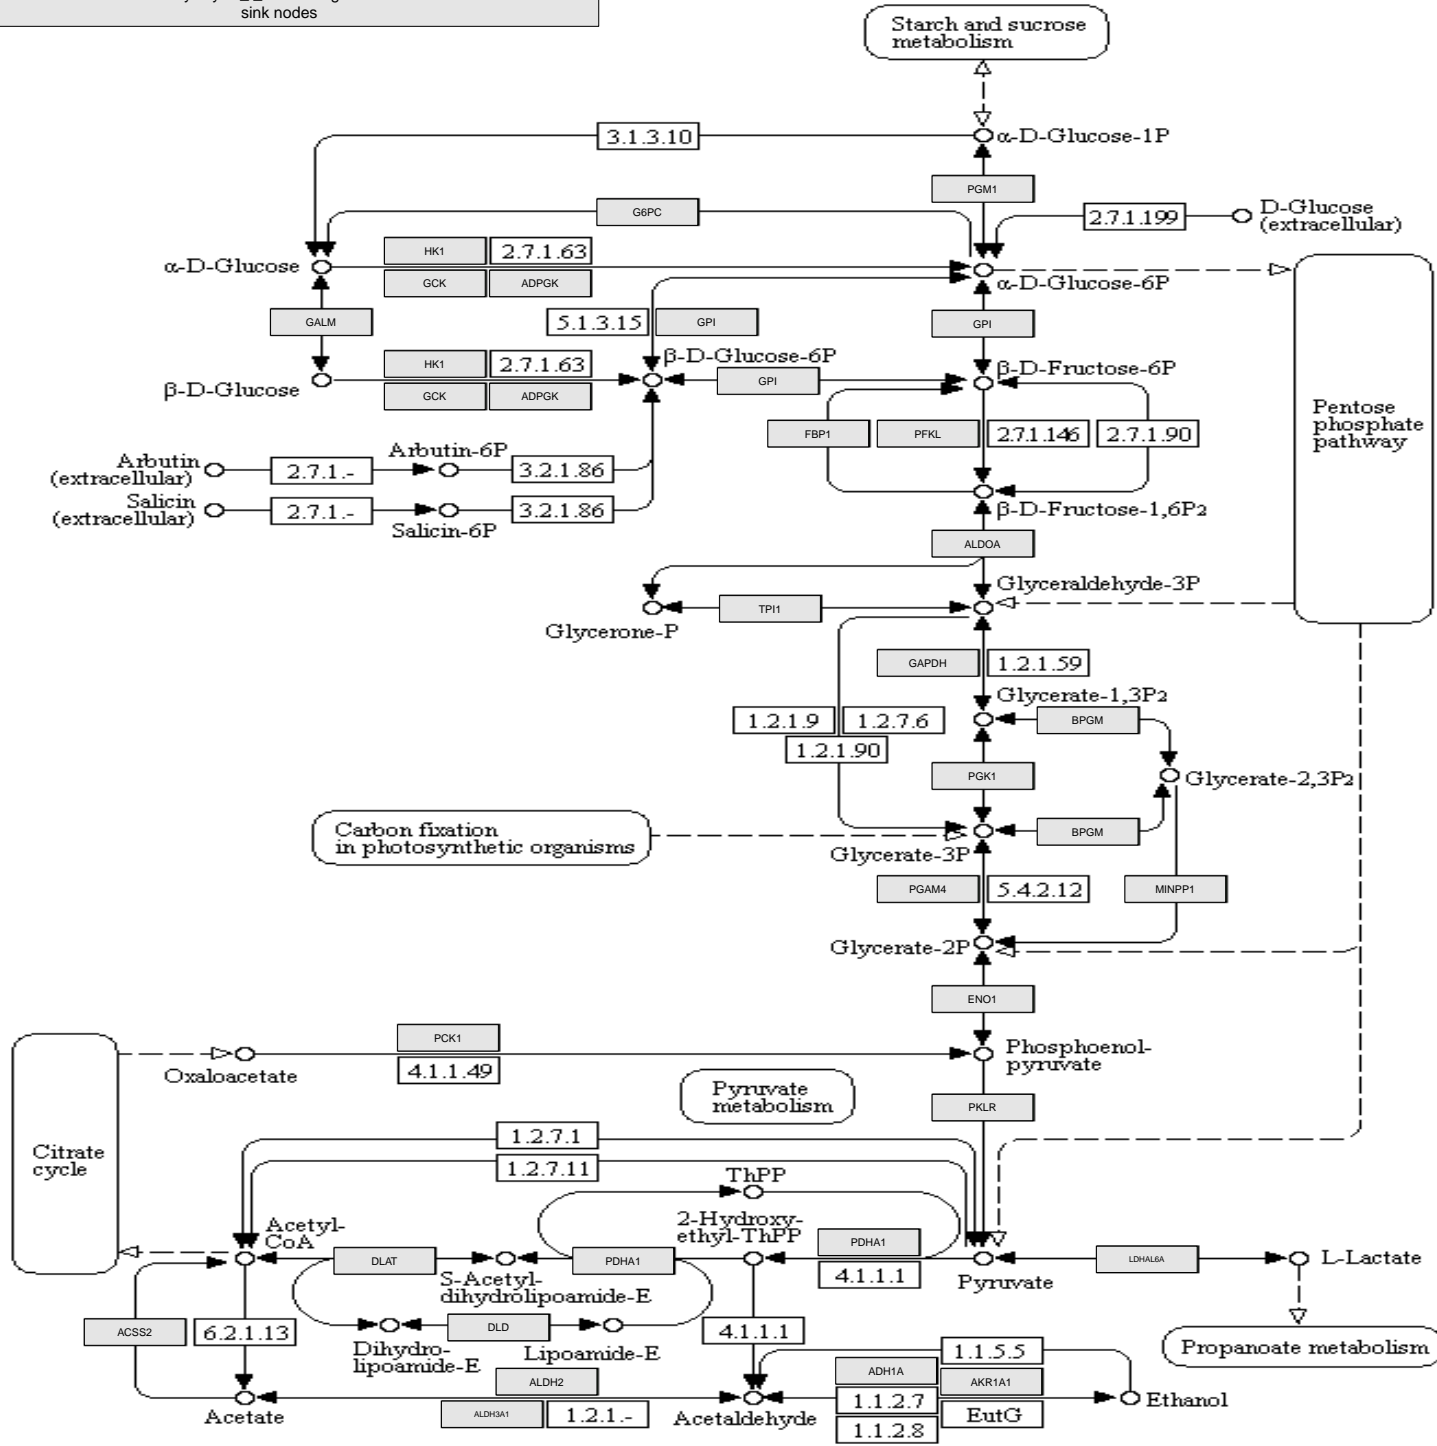 sink nodes
Starch and sucrose
metabolism
3.1.3.10
α-D-Glucose-1P
PGM1
G6PC
2.7.1.199
D-Glucose
(extracellular)
α-D-Glucose
HK1
2.7.1.63
GCK
ADPGK
α-D-Glucose-6P
GALM
5.1.3.15
GPI
GPI
β-D-Glucose
HK1
2.7.1.63
GCK
ADPGK
β-D-Glucose-6P
GPI
β-D-Fructose-6P
Pentose
phosphate
pathway
FBP1
PFKL
2.7.1.146
2.7.1.90
Arbutin
(extracellular)
2.7.1.-
Arbutin-6P
3.2.1.86
Salicin
(extracellular)
2.7.1.-
Salicin-6P
3.2.1.86
β-D-Fructose-1,6P2
ALDOA
Glyceraldehyde-3P
Glycerone-P
TPI1
GAPDH
1.2.1.59
Glycerate-1,3P2
1.2.1.9
1.2.7.6
1.2.1.90
BPGM
PGK1
Glycerate-2,3P2
Carbon fixation
in photosynthetic organisms
BPGM
Glycerate-3P
PGAM4
5.4.2.12
MINPP1
Glycerate-2P
ENO1
PCK1
Oxaloacetate
4.1.1.49
Phosphoenol-
pyruvate
Pyruvate
metabolism
PKLR
Citrate
cycle
1.2.7.1
1.2.7.11
ThPP
Acetyl-
CoA
2-Hydroxy-
ethyl-ThPP
DLAT
S-Acetyl-
dihydrolipoamide-E
PDHA1
PDHA1
4.1.1.1
Pyruvate
LDHAL6A
L-Lactate
ACSS2
6.2.1.13
Dihydro-
lipoamide-E
DLD
Lipoamide-E
4.1.1.1
Propanoate metabolism
Acetate
ALDH2
ALDH3A1
1.2.1.-
Acetaldehyde
1.1.5.5
ADH1A
AKR1A1
1.1.2.7
EutG
1.1.2.8
Ethanol